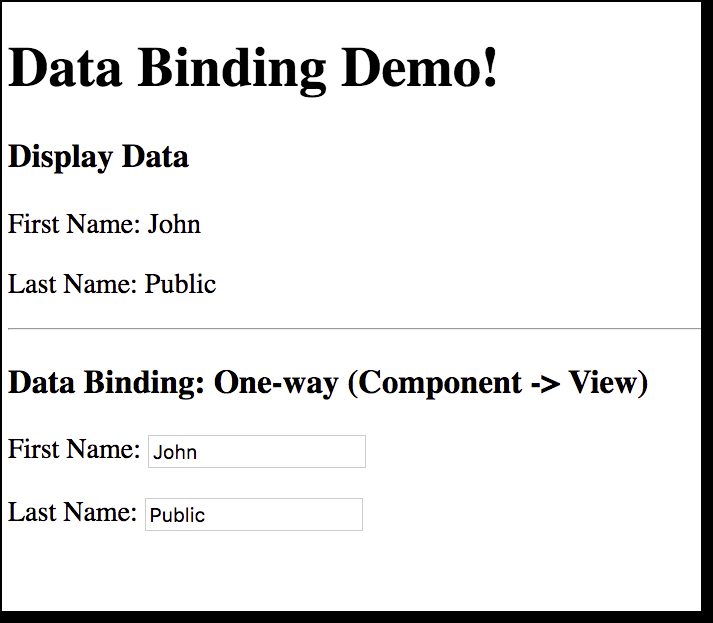 Data Binding Demo!
Display Data
First Name: John
Last Name: Public
Data Binding: One-way (Component -> View)
First Name: John
Last Name: Public